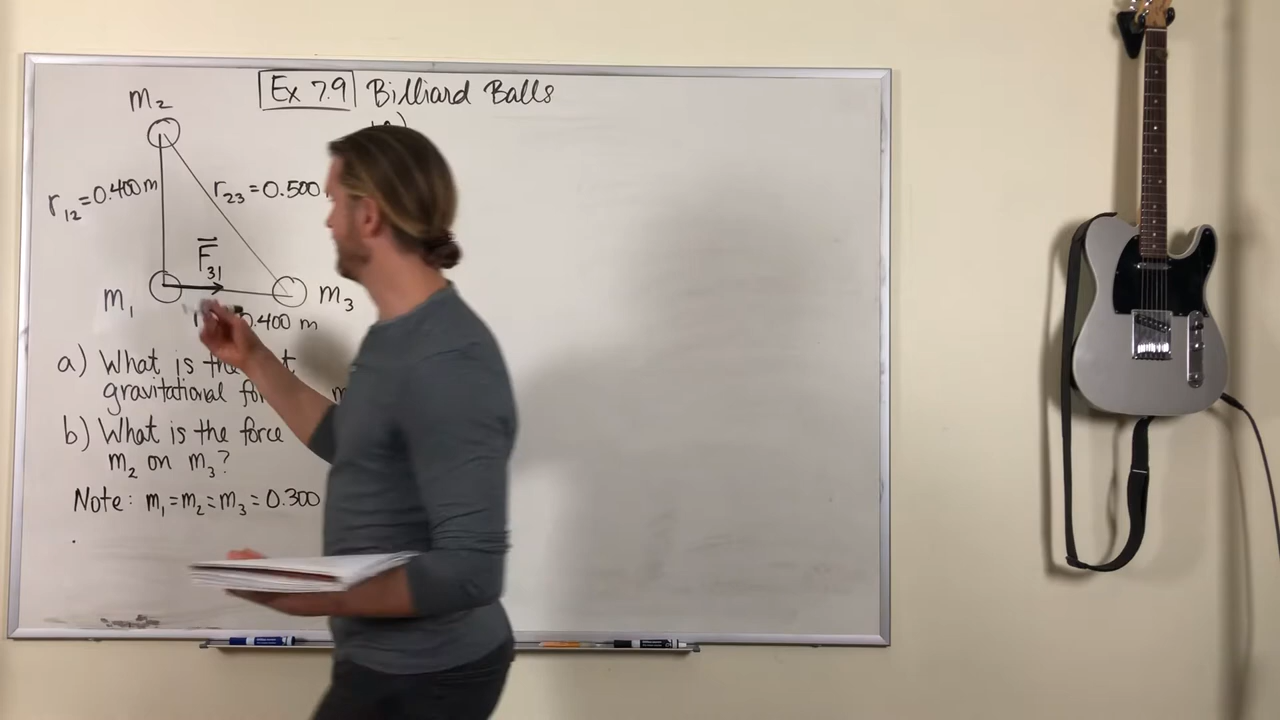 Ex 7.9 Billiard Balls
m₂
r₁₂=0.400 m
r₂₃=0.500
F⃗₃₁
m₁
m₃
0.400 m
a) What is the
gravitational
b) What is the force
m₂ on m₃?
Note: m₁=m₂=m₃=0.300